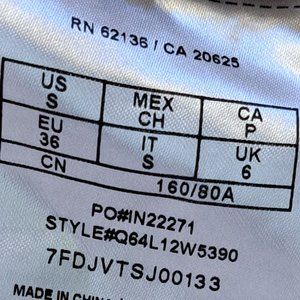 RN 62136 / CA 20625
US MEX CA
S CH P
EU IT UK
36 S 6
CN 160/80A
PO#IN22271
STYLE#Q64L12W5390
7FDJVTSJ00133
MADE IN CHINA